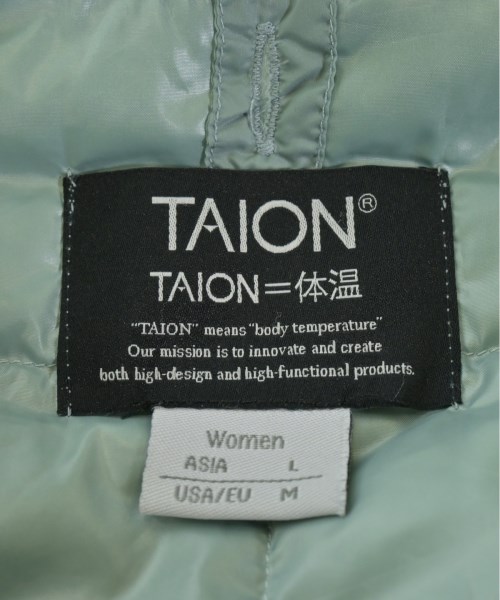 TAION®
TAION=体温
"TAION" means "body temperature"
Our mission is to innovate and create
both high-design and high-functional products.
Women
ASIA L
USA/EU M